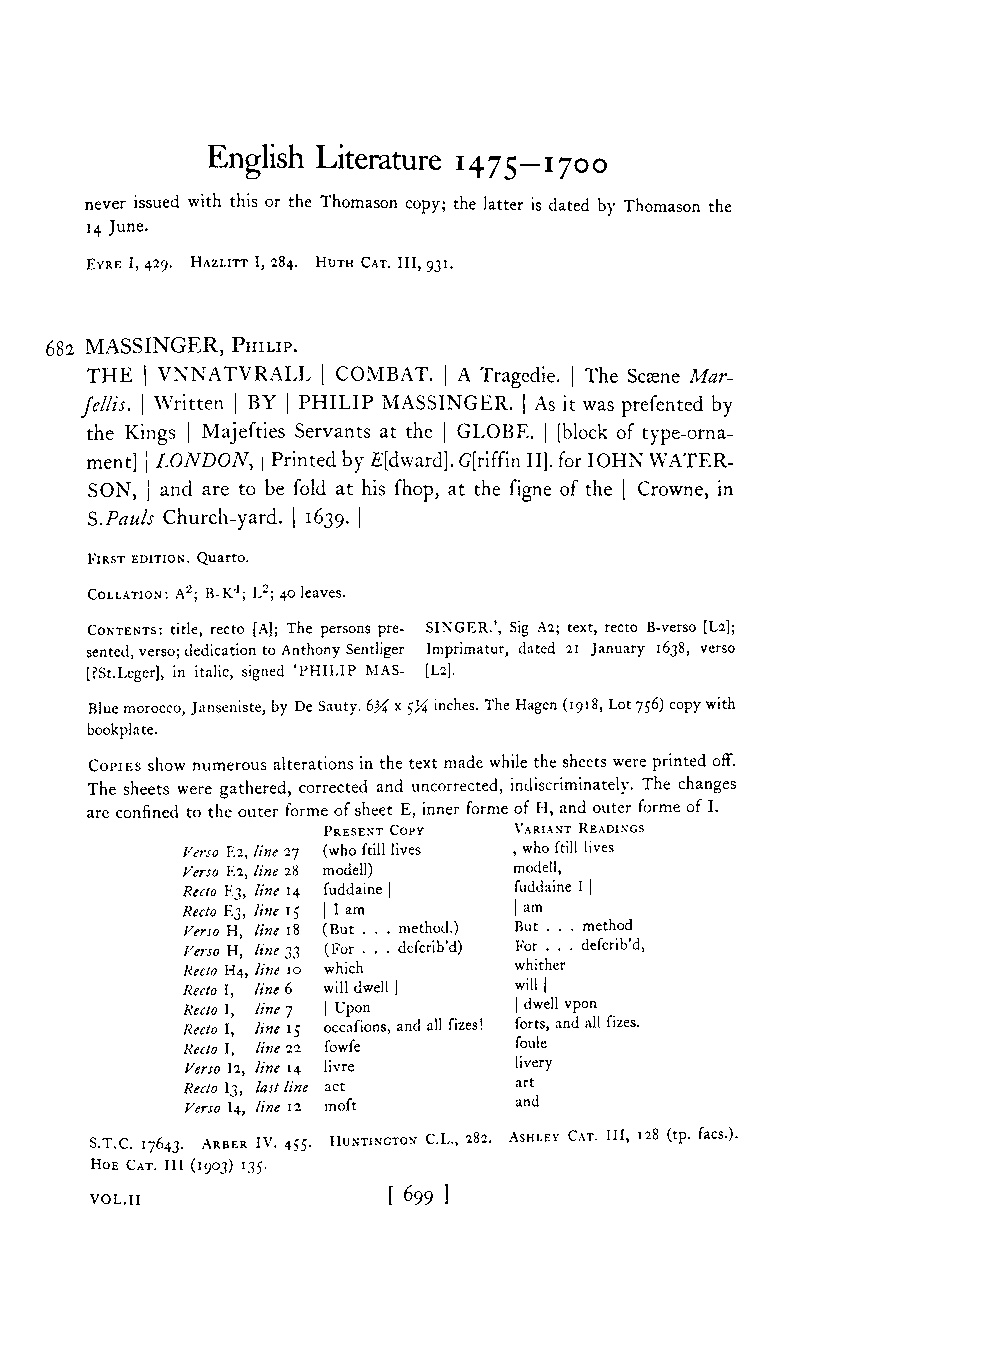 English Literature 1475—1700
never issued with this or the Thomason copy; the latter is dated by Thomason the
14 June.
EYRE I, 429. HAZLITT I, 284. HUTH CAT. III, 931.
682 MASSINGER, PHILIP.
THE | VNNATVRALL | COMBAT. | A Tragedie. | The Scæne Mar-
ſellis. | Written | BY | PHILIP MASSINGER. | As it was preſented by
the Kings | Majeſties Servants at the | GLOBE. | [block of type-orna-
ment] | LONDON, | Printed by E[dward]. G[riffin II]. for IOHN WATER-
SON, | and are to be ſold at his ſhop, at the ſigne of the | Crowne, in
S.Pauls Church-yard. | 1639. |
FIRST EDITION. Quarto.
COLLATION: A²; B-K⁴; L²; 40 leaves.
CONTENTS: title, recto [A]; The persons pre-
sented, verso; dedication to Anthony Sentliger
[?St.Leger], in italic, signed 'PHILIP MAS-
SINGER.', Sig A2; text, recto B-verso [L2];
Imprimatur, dated 21 January 1638, verso
[L2].
Blue morocco, Janseniste, by De Sauty. 6¾ x 5¼ inches. The Hagen (1918, Lot 756) copy with
bookplate.
COPIES show numerous alterations in the text made while the sheets were printed off.
The sheets were gathered, corrected and uncorrected, indiscriminately. The changes
are confined to the outer forme of sheet E, inner forme of H, and outer forme of I.
PRESENT COPY VARIANT READINGS
Verso E2, line 27 (who ſtill lives , who ſtill lives
Verso E2, line 28 modell) modell,
Recto E3, line 14 ſuddaine | ſuddaine I |
Recto E3, line 15 | I am | am
Verso H, line 18 (But . . . method.) But . . . method
Verso H, line 33 (For . . . deſcrib'd) For . . . deſcrib'd,
Recto H4, line 10 which whither
Recto I, line 6 will dwell | will |
Recto I, line 7 | Upon | dwell vpon
Recto I, line 15 occaſions, and all ſizes! ſorts, and all ſizes.
Recto I, line 22 ſowſe ſouſe
Verso I2, line 14 livre livery
Recto I3, last line act art
Verso I4, line 12 moſt and
S.T.C. 17643. ARBER IV. 455. HUNTINGTON C.L., 282. ASHLEY CAT. III, 128 (tp. facs.).
HOE CAT. III (1903) 135.
VOL.II [ 699 ]